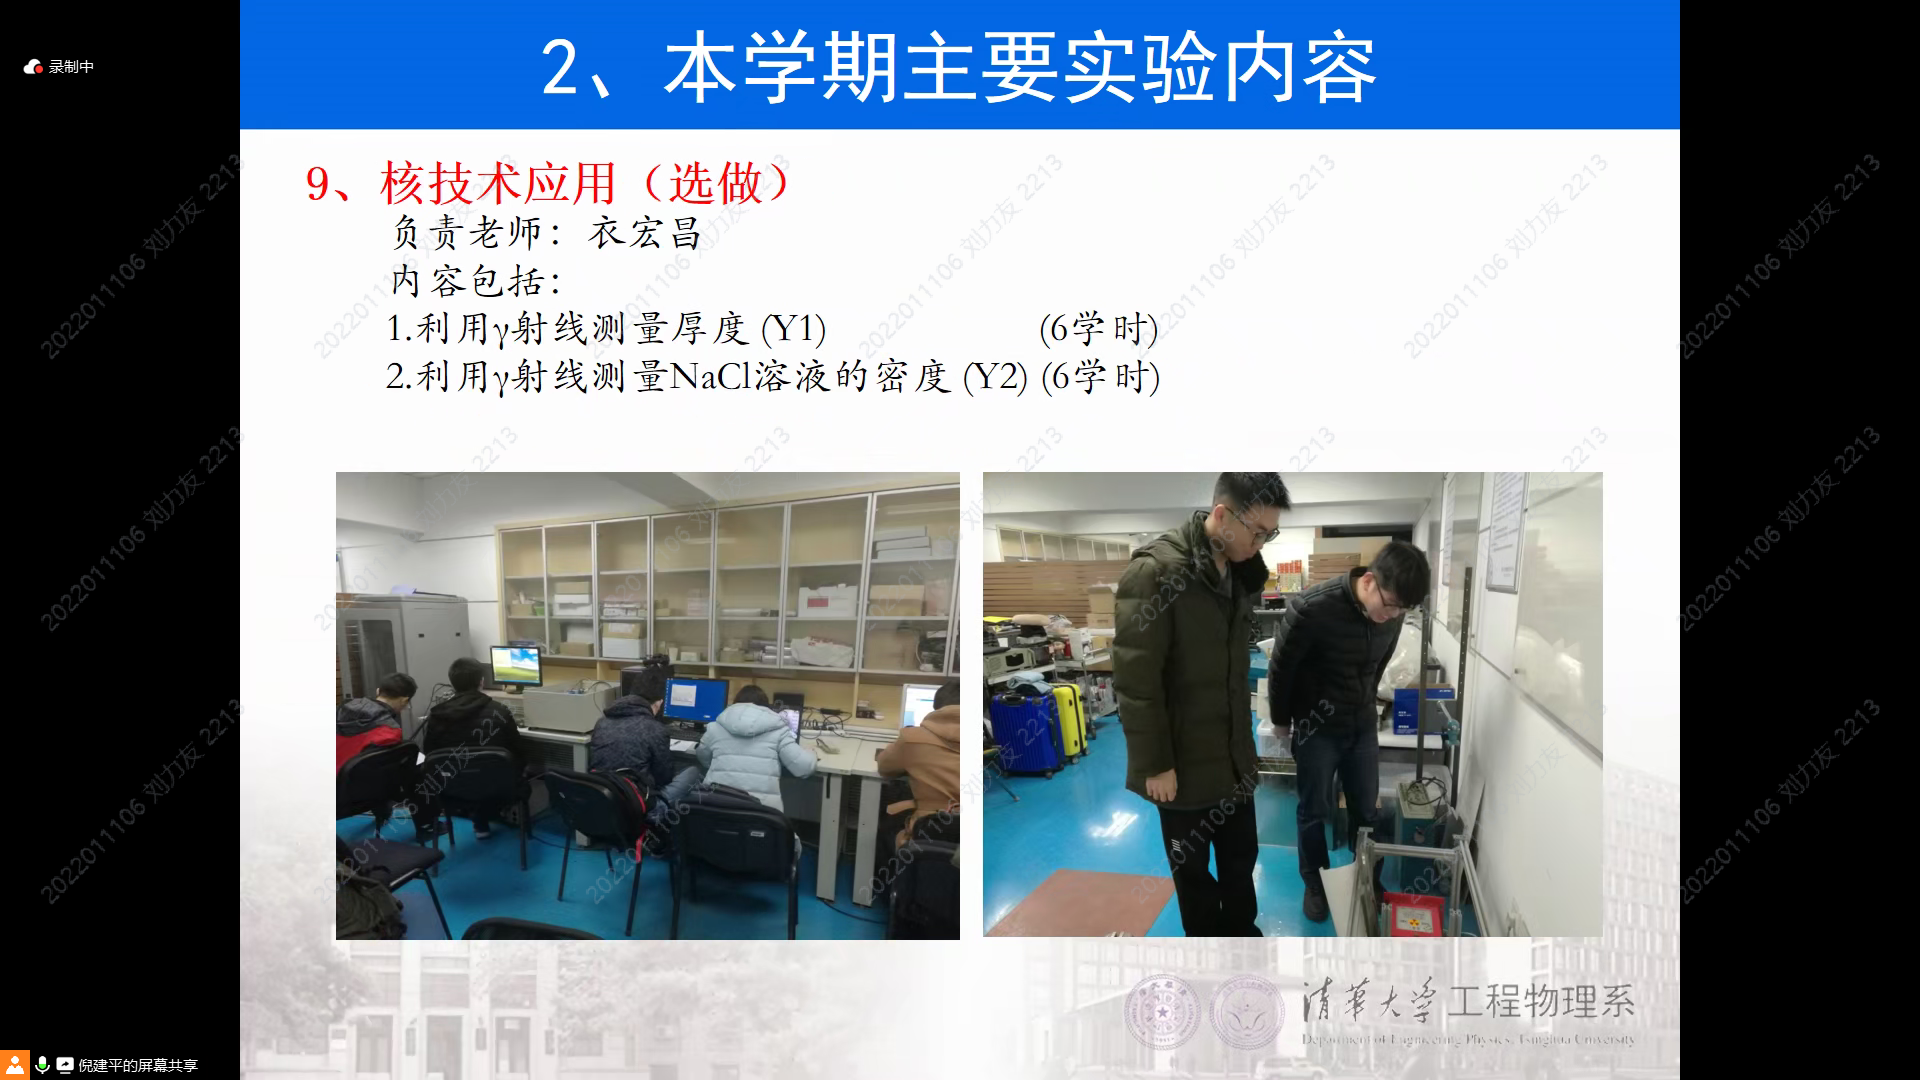 录制中
2、本学期主要实验内容
9、核技术应用（选做）
负责老师：衣宏昌
内容包括：
1.利用γ射线测量厚度 (Y1) (6学时)
2.利用γ射线测量NaCl溶液的密度 (Y2) (6学时)
2022011106 刘力友 2213
清华大学 工程物理系
Department of Engineering Physics, Tsinghua University
倪建平的屏幕共享